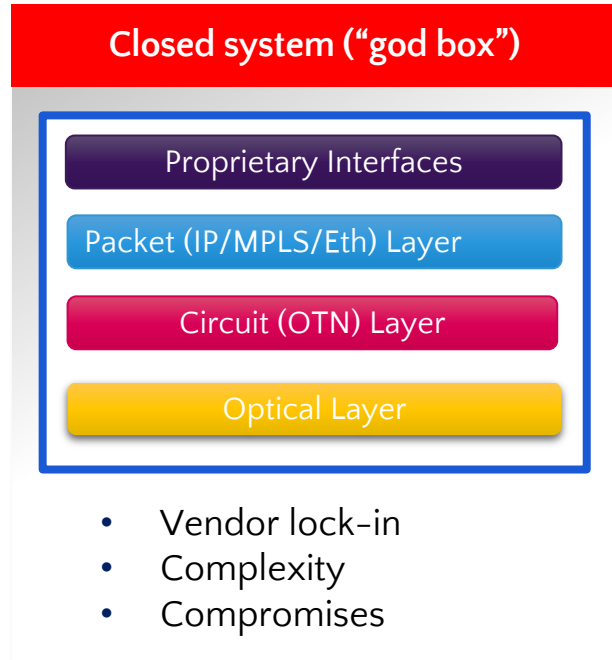 Closed system (“god box”)
Proprietary Interfaces
Packet (IP/MPLS/Eth) Layer
Circuit (OTN) Layer
Optical Layer
• Vendor lock-in
• Complexity
• Compromises